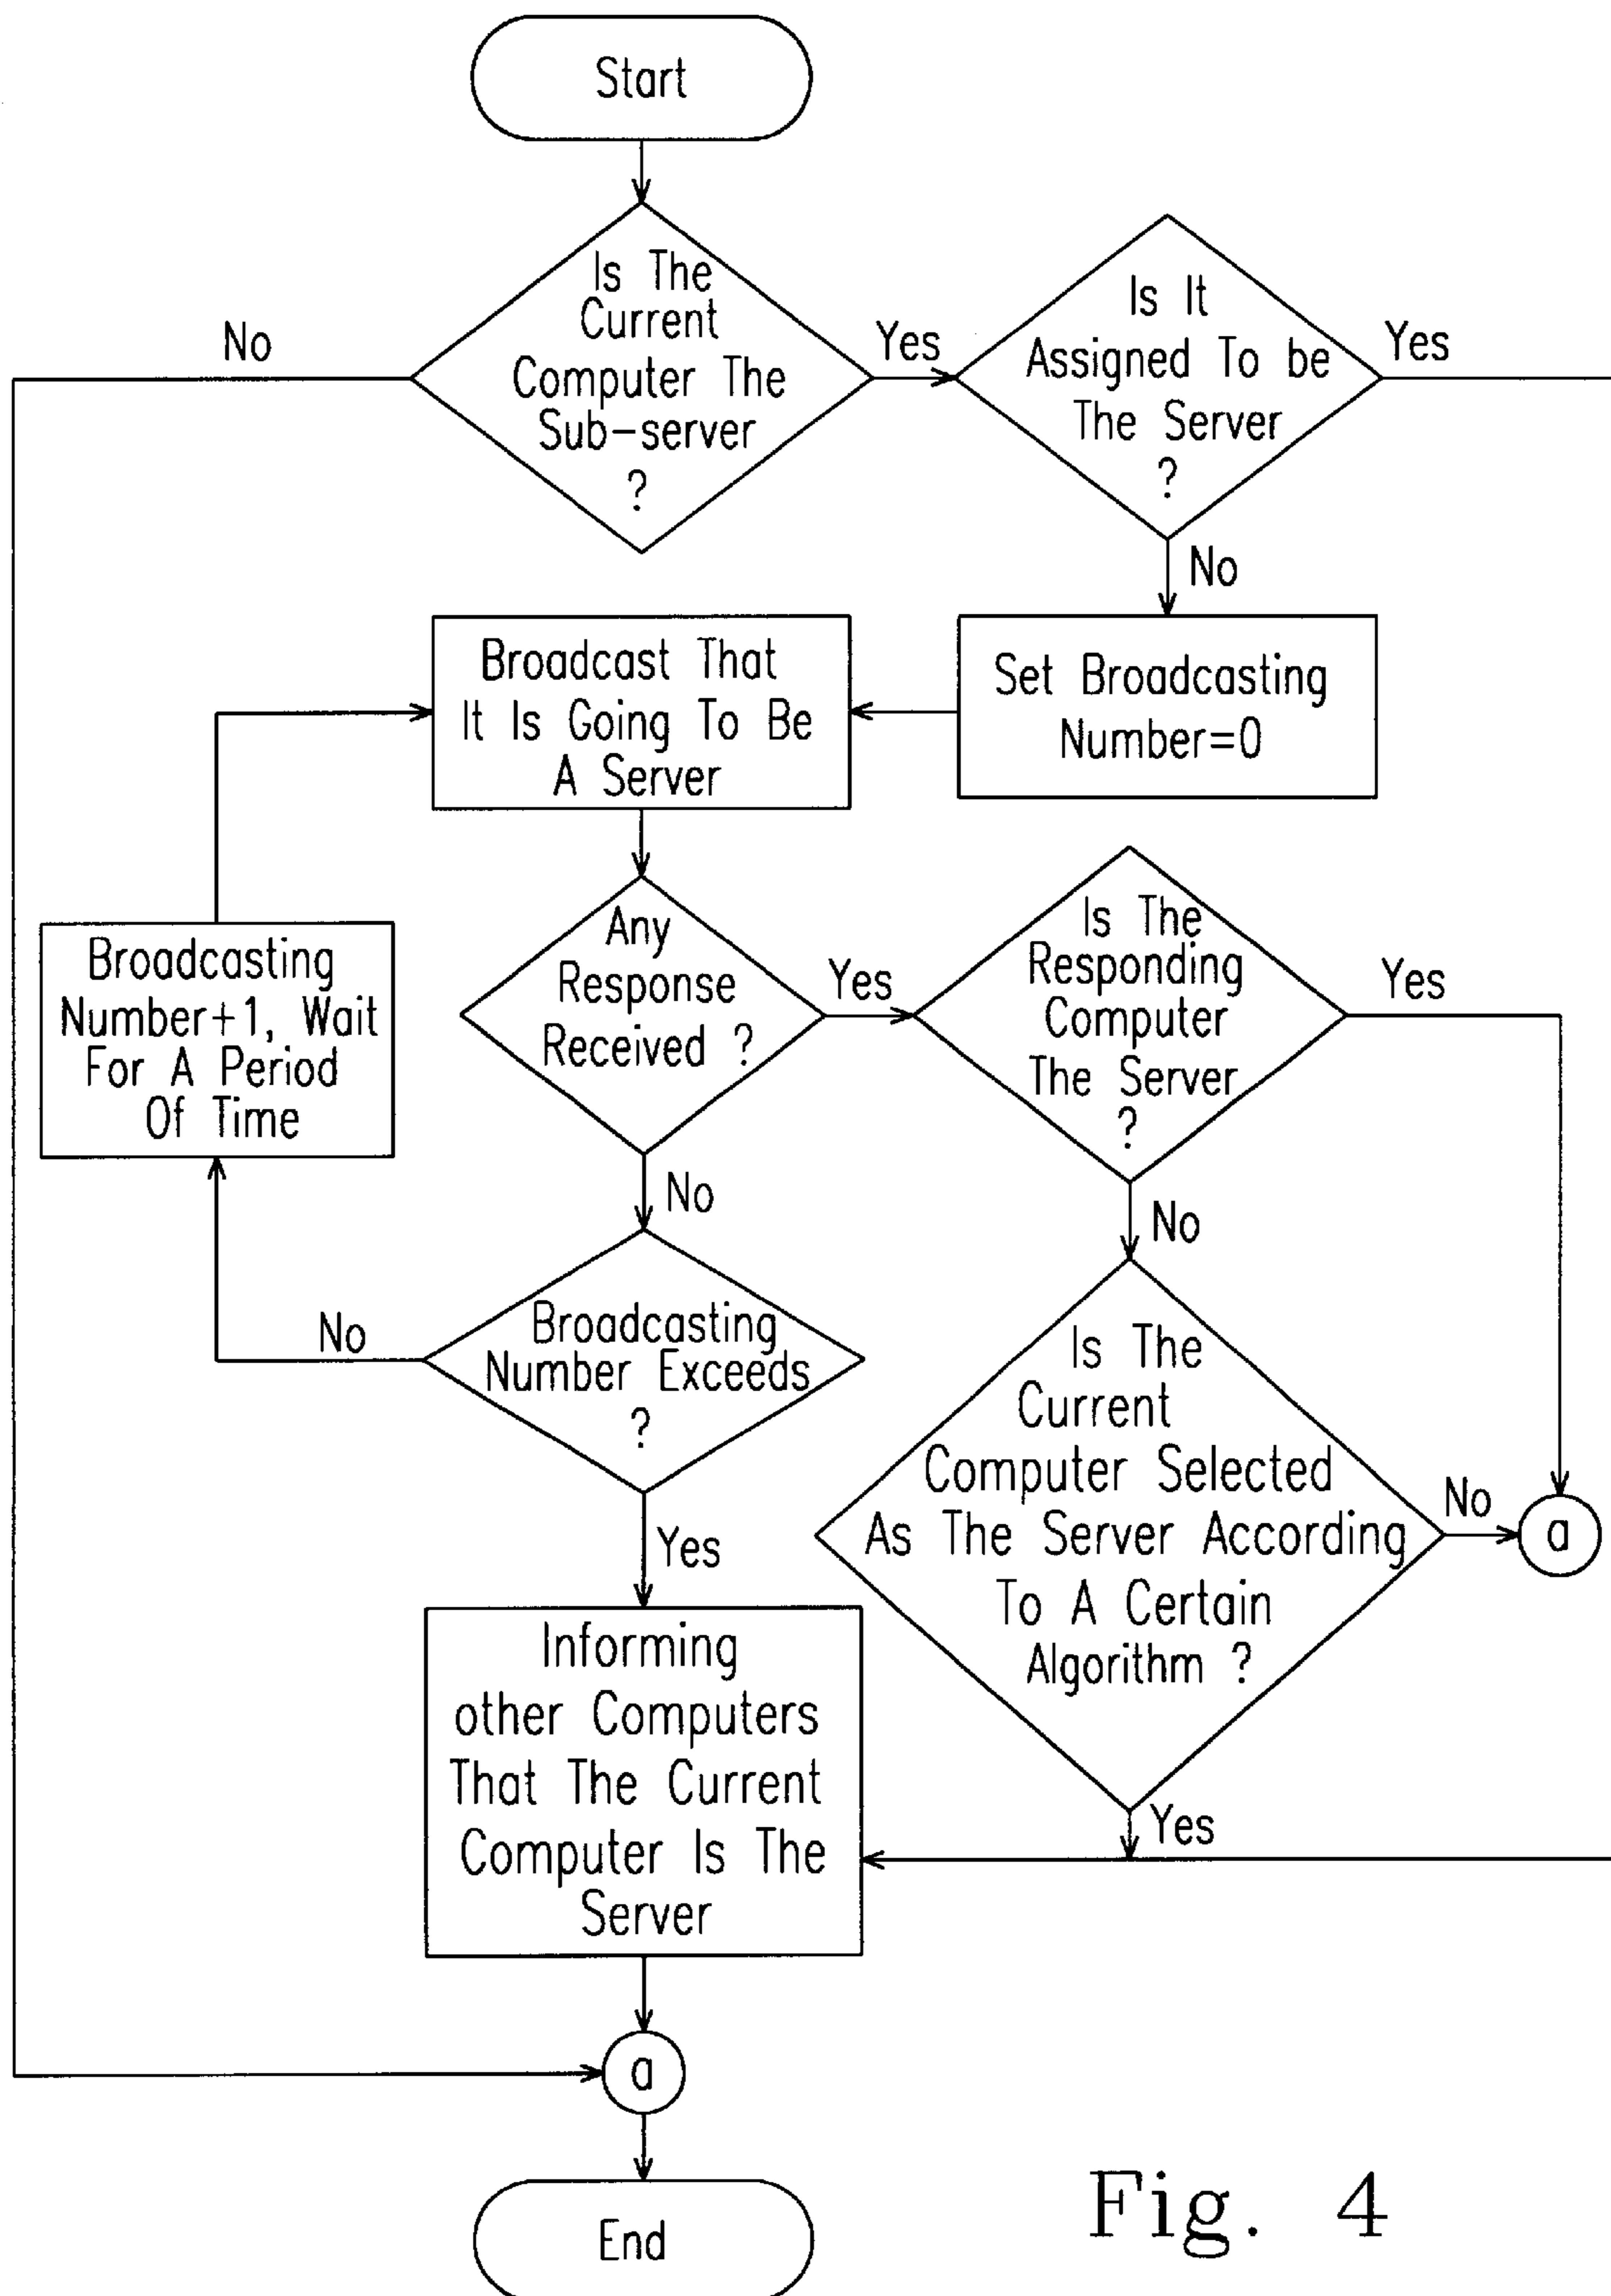 Start
Is The
Current
Computer The
Sub-server
?
No
Yes
Is It
Assigned To be
The Server
?
Yes
No
Broadcast That
It Is Going To Be
A Server
Set Broadcasting
Number=0
Broadcasting
Number+1, Wait
For A Period
Of Time
Any
Response
Received ?
Yes
Is The
Responding
Computer
The Server
?
Yes
No
No
Broadcasting
Number Exceeds
?
No
Is The
Current
Computer Selected
As The Server According
To A Certain
Algorithm ?
No
a
Yes
Yes
Informing
other Computers
That The Current
Computer Is The
Server
a
End
Fig. 4